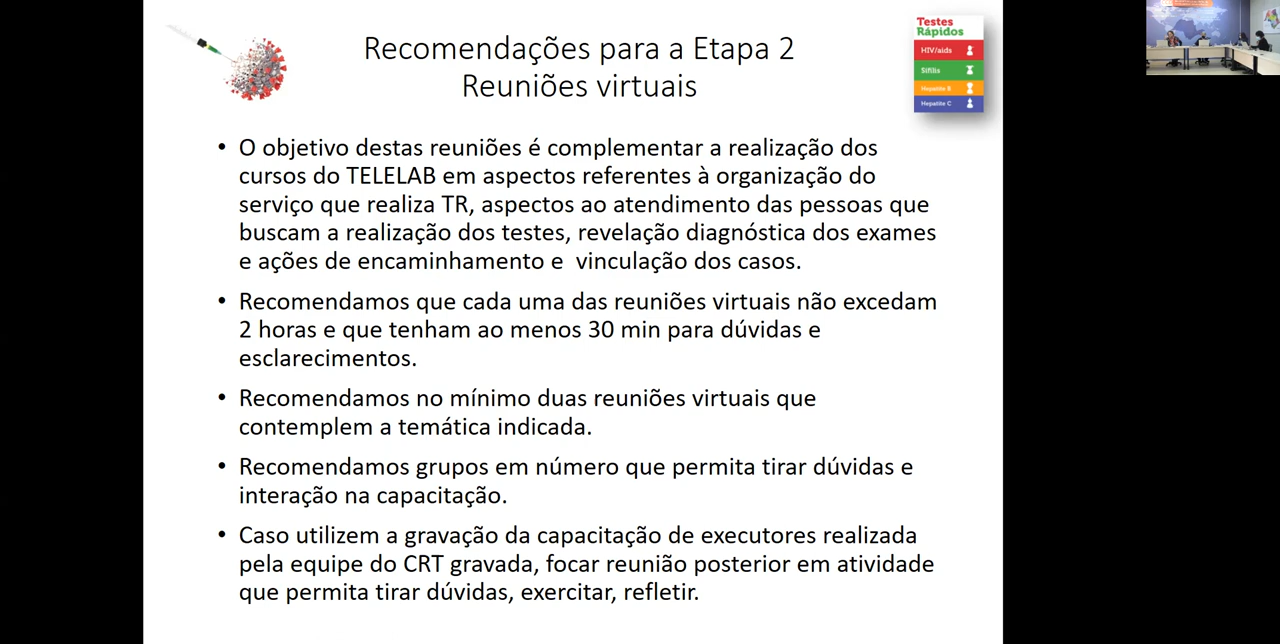 Recomendações para a Etapa 2
Reuniões virtuais
Testes
Rápidos
HIV/aids
Sífilis
Hepatite B
Hepatite C
• O objetivo destas reuniões é complementar a realização dos
cursos do TELELAB em aspectos referentes à organização do
serviço que realiza TR, aspectos ao atendimento das pessoas que
buscam a realização dos testes, revelação diagnóstica dos exames
e ações de encaminhamento e  vinculação dos casos.
• Recomendamos que cada uma das reuniões virtuais não excedam
2 horas e que tenham ao menos 30 min para dúvidas e
esclarecimentos.
• Recomendamos no mínimo duas reuniões virtuais que
contemplem a temática indicada.
• Recomendamos grupos em número que permita tirar dúvidas e
interação na capacitação.
• Caso utilizem a gravação da capacitação de executores realizada
pela equipe do CRT gravada, focar reunião posterior em atividade
que permita tirar dúvidas, exercitar, refletir.